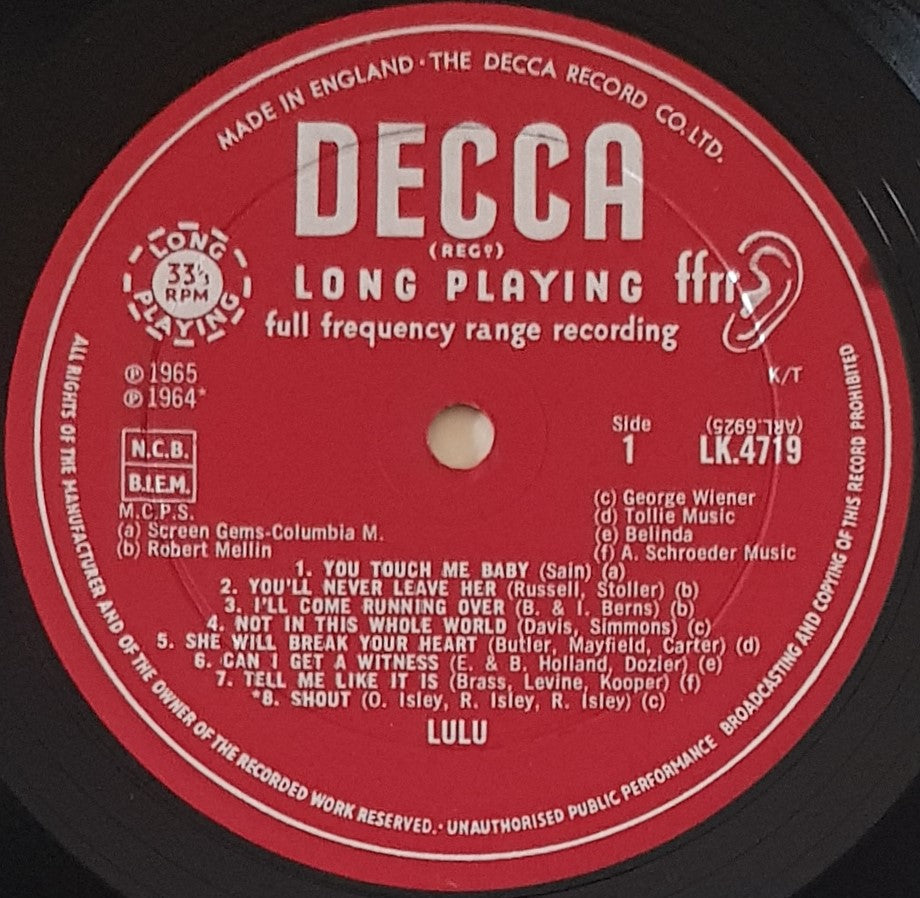 MADE IN ENGLAND · THE DECCA RECORD CO. LTD.
DECCA
(REGD)
LONG PLAYING ffrr
full frequency range recording
LONG
33⅓
RPM
PLAYING
K/T
Ⓟ 1965
Ⓟ 1964*
N.C.B.
B.I.E.M.
M.C.P.S.
(a) Screen Gems-Columbia M.
(b) Robert Mellin
Side
1
(ARL.6925)
LK.4719
(c) George Wiener
(d) Tollie Music
(e) Belinda
(f) A. Schroeder Music
1. YOU TOUCH ME BABY (Sain) (a)
2. YOU'LL NEVER LEAVE HER (Russell, Stoller) (b)
3. I'LL COME RUNNING OVER (B. & I. Berns) (b)
4. NOT IN THIS WHOLE WORLD (Davis, Simmons) (c)
5. SHE WILL BREAK YOUR HEART (Butler, Mayfield, Carter) (d)
6. CAN I GET A WITNESS (E. & B. Holland, Dozier) (e)
7. TELL ME LIKE IT IS (Brass, Levine, Kooper) (f)
*8. SHOUT (O. Isley, R. Isley, R. Isley) (c)
LULU
ALL RIGHTS OF THE MANUFACTURER AND OF THE OWNER OF THE RECORDED WORK RESERVED. · UNAUTHORISED PUBLIC PERFORMANCE BROADCASTING AND COPYING OF THIS RECORD PROHIBITED